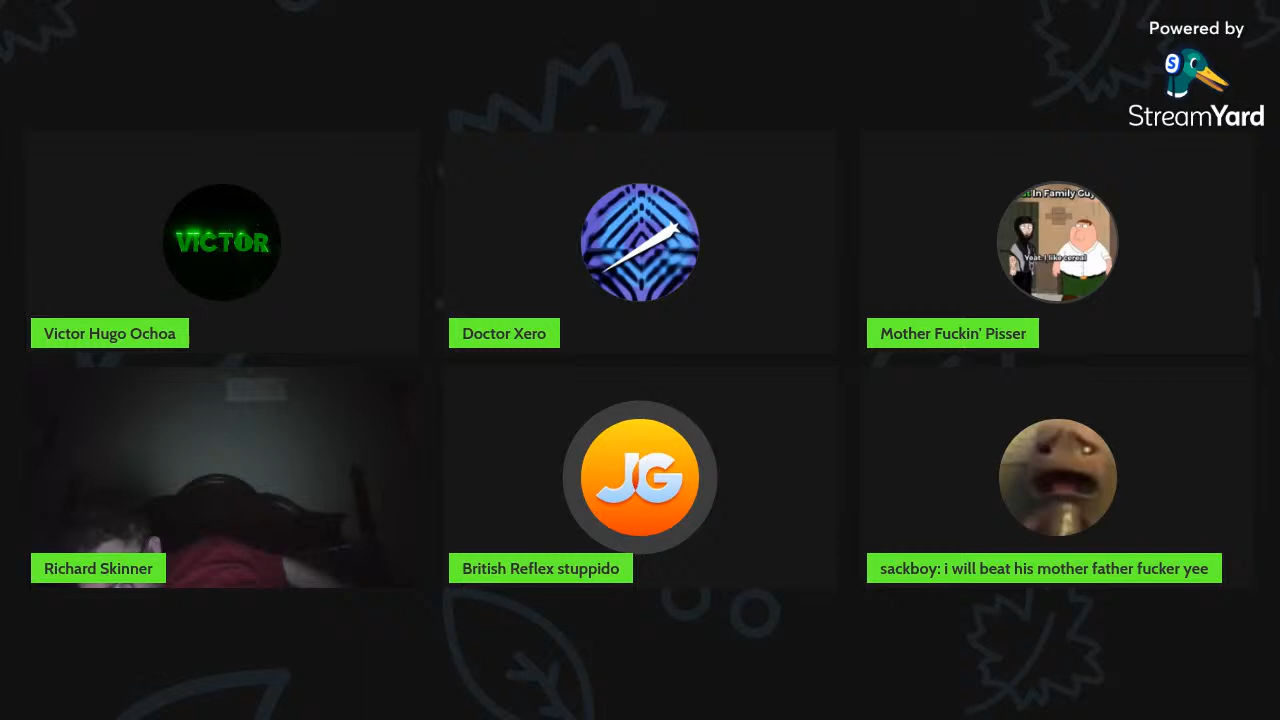 Powered by
S
StreamYard
VICTOR
In Family Guy
Yeah I like cereal
Victor Hugo Ochoa
Doctor Xero
Mother Fuckin' Pisser
JG
Richard Skinner
British Reflex stuppido
sackboy: i will beat his mother father fucker yee